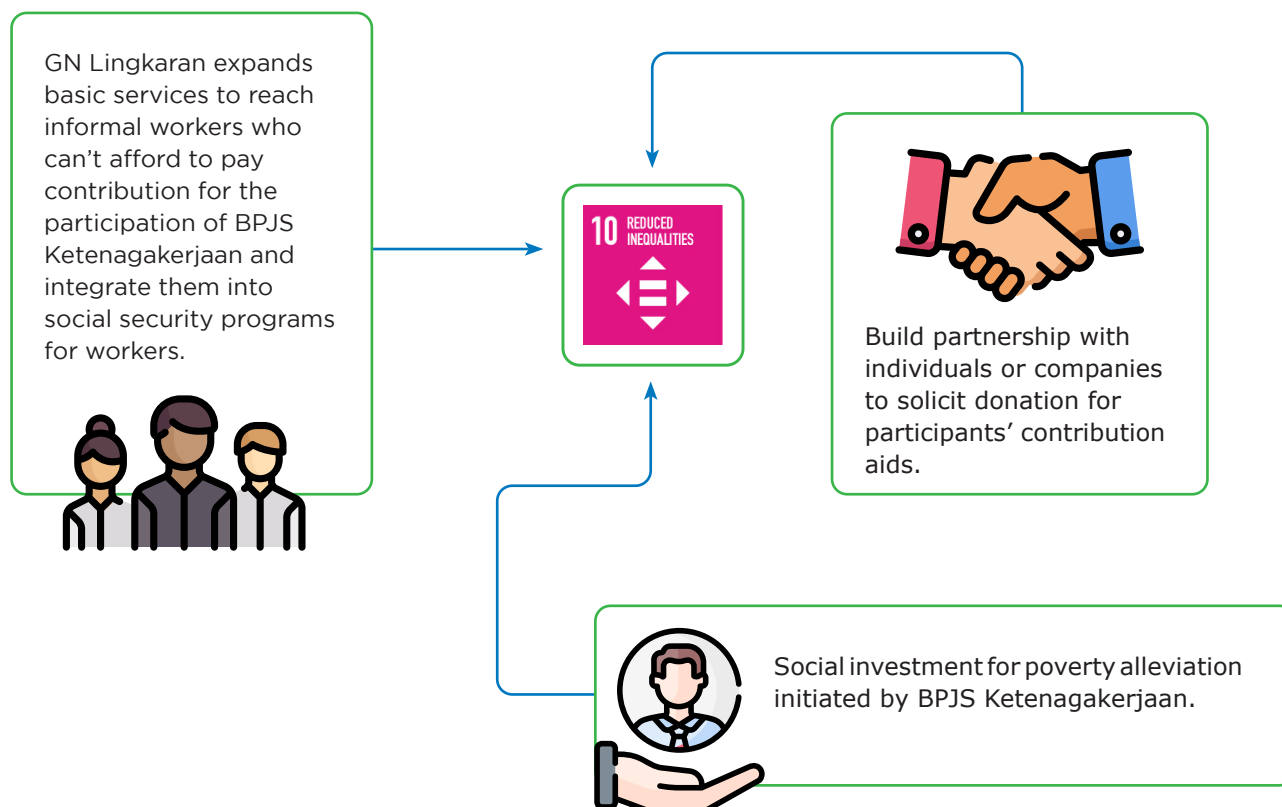 GN Lingkaran expands
basic services to reach
informal workers who
can’t afford to pay
contribution for the
participation of BPJS
Ketenagakerjaan and
integrate them into
social security programs
for workers.
10 REDUCED
INEQUALITIES
Build partnership with
individuals or companies
to solicit donation for
participants’ contribution
aids.
Social investment for poverty alleviation
initiated by BPJS Ketenagakerjaan.